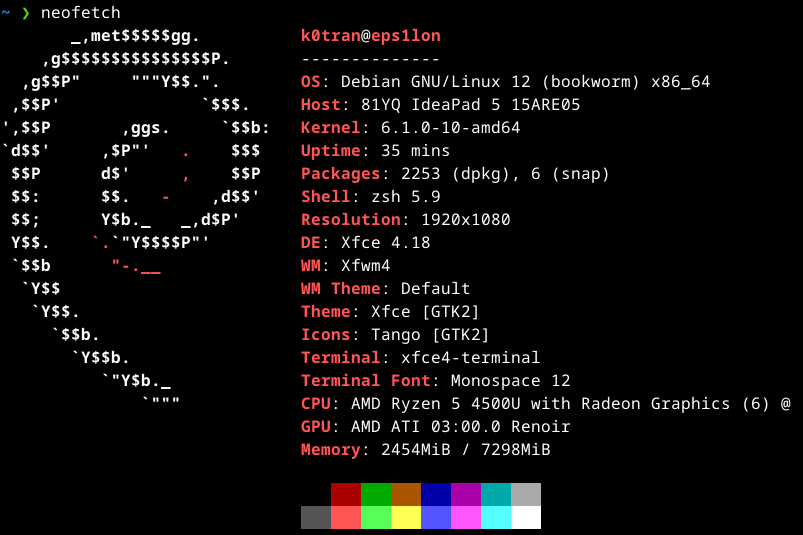 ~ ❯ neofetch
       _,met$$$$$gg.          k0tran@eps1lon
    ,g$$$$$$$$$$$$$$$P.       --------------
  ,g$$P"     """Y$$.".        OS: Debian GNU/Linux 12 (bookworm) x86_64
 ,$$P'              `$$$.     Host: 81YQ IdeaPad 5 15ARE05
',$$P       ,ggs.     `$$b:   Kernel: 6.1.0-10-amd64
`d$$'     ,$P"'   .    $$$    Uptime: 35 mins
 $$P      d$'     ,    $$P    Packages: 2253 (dpkg), 6 (snap)
 $$:      $$.   -    ,d$$'    Shell: zsh 5.9
 $$;      Y$b._   _,d$P'      Resolution: 1920x1080
 Y$$.    `.`"Y$$$$P"'         DE: Xfce 4.18
 `$$b      "-.__              WM: Xfwm4
  `Y$$                        WM Theme: Default
   `Y$$.                      Theme: Xfce [GTK2]
     `$$b.                    Icons: Tango [GTK2]
       `Y$$b.                 Terminal: xfce4-terminal
          `"Y$b._             Terminal Font: Monospace 12
              `"""            CPU: AMD Ryzen 5 4500U with Radeon Graphics (6) @
                              GPU: AMD ATI 03:00.0 Renoir
                              Memory: 2454MiB / 7298MiB